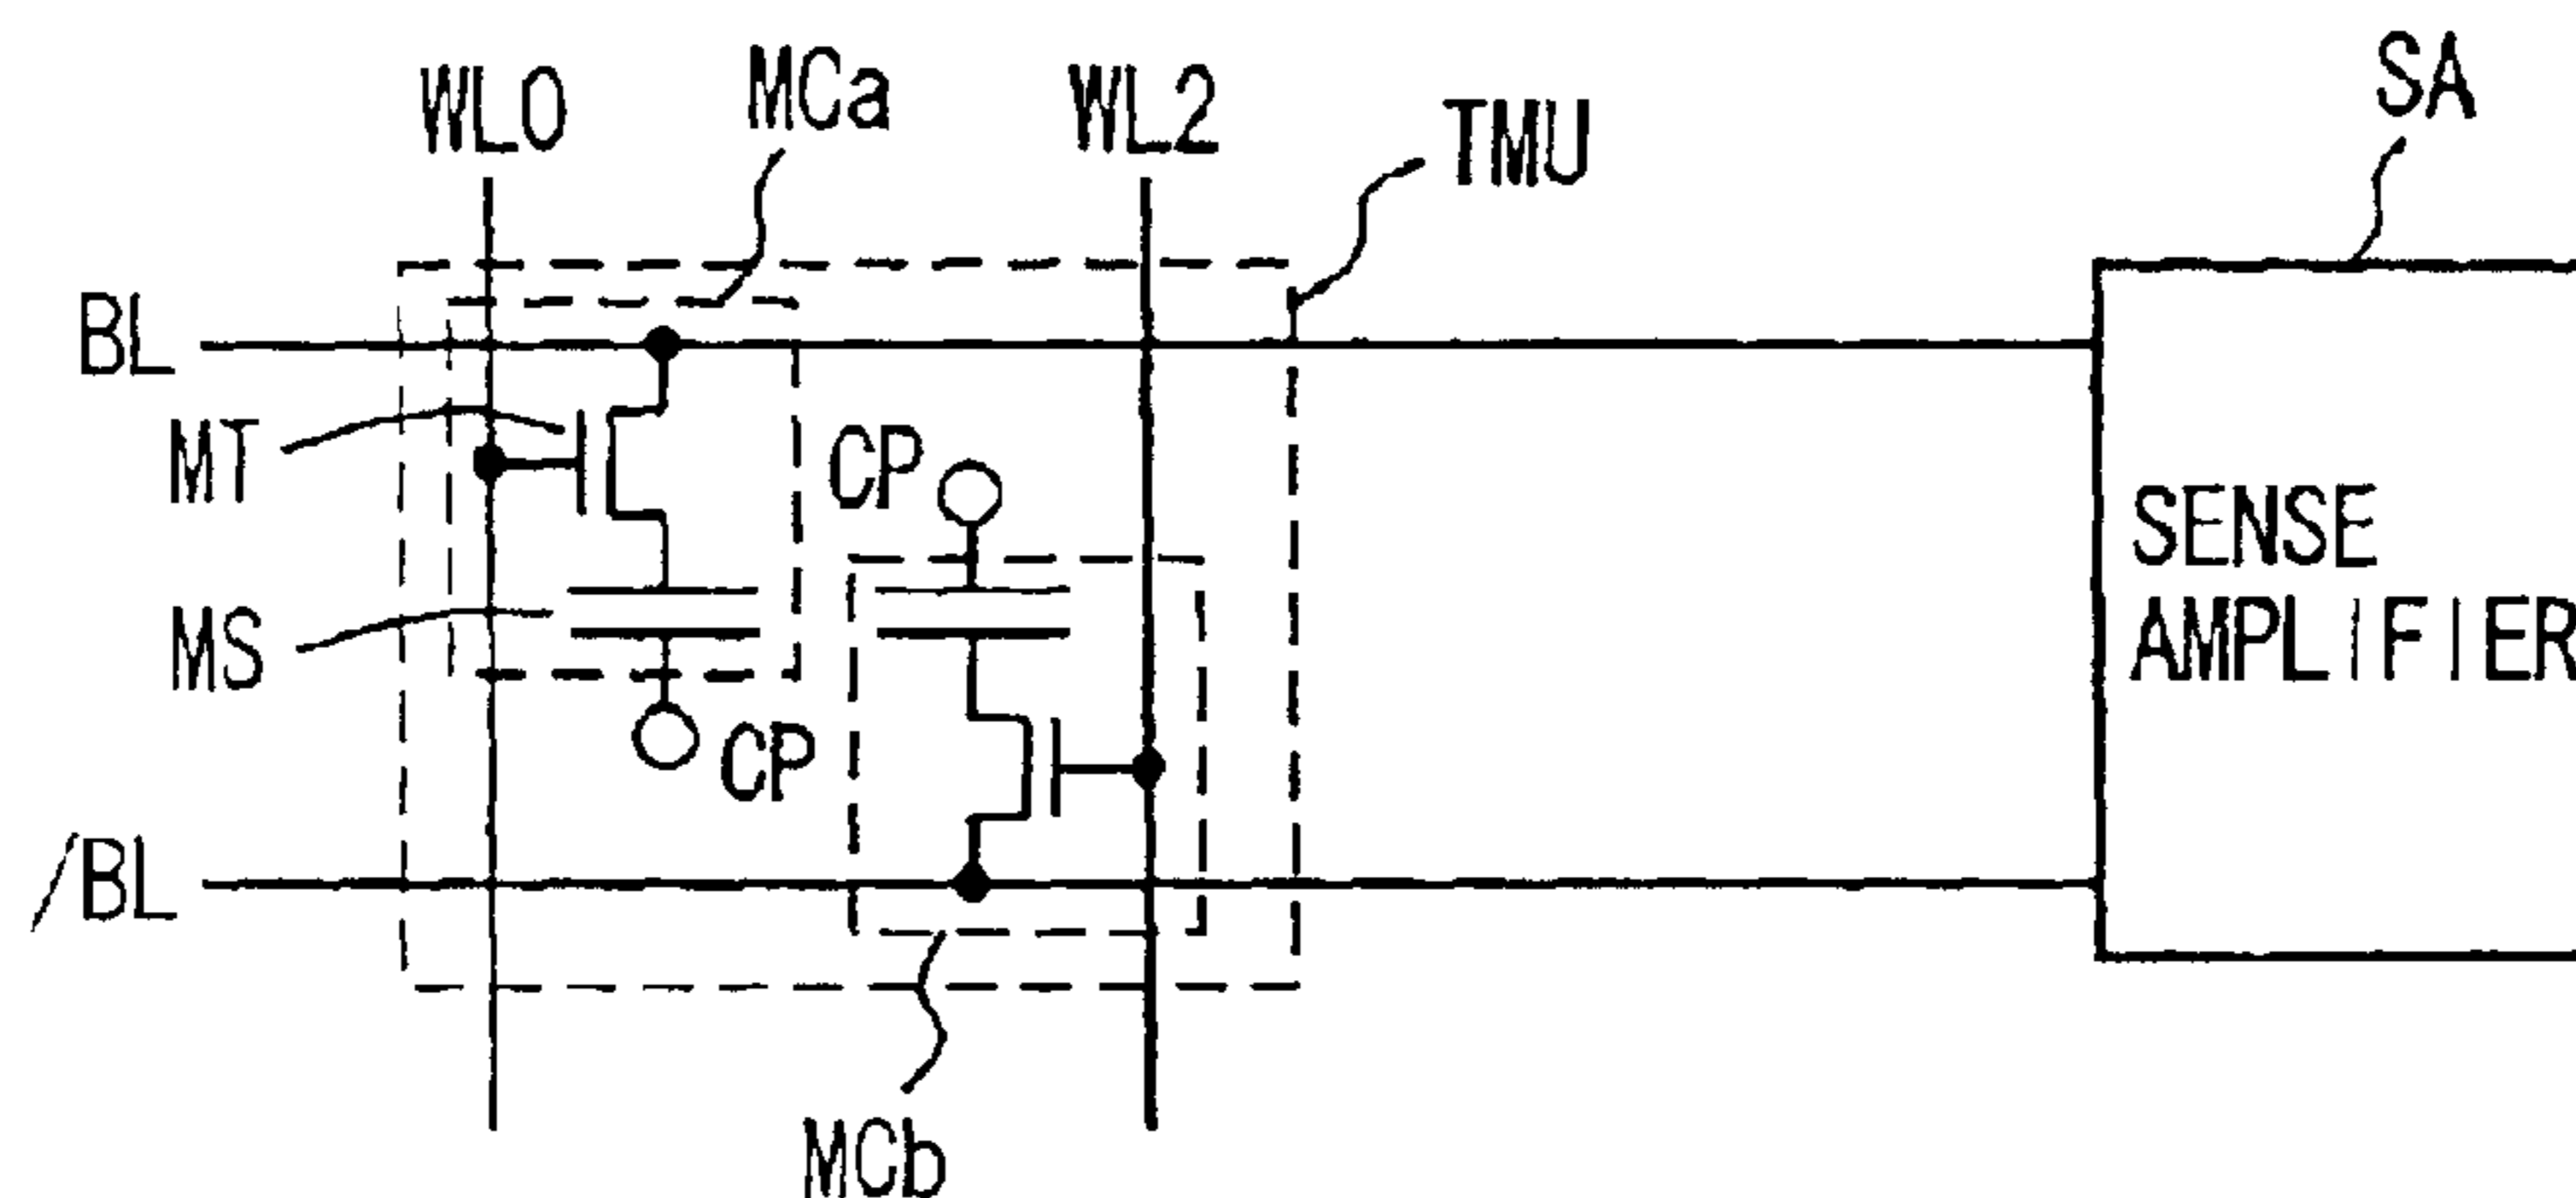 WL0
MCa
WL2
TMU
SA
BL
MT
CP
SENSE
AMPLIFIER
MS
CP
/BL
MCb